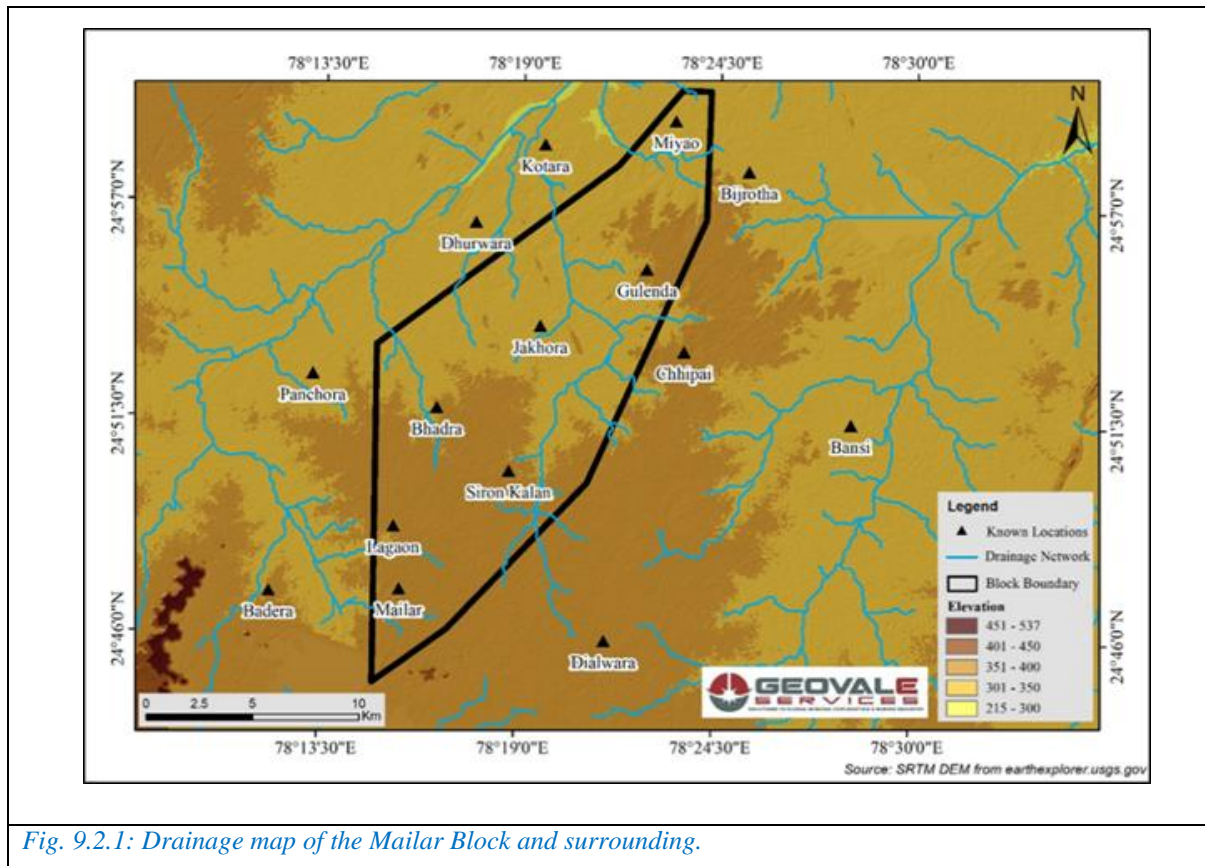 78°13'30"E 78°19'0"E 78°24'30"E 78°30'0"E
N
Miyao
Kotara
Bijrotha
24°57'0"N
24°57'0"N
Dhurwara
Gulenda
Jakhora
Chhipai
Panchora
24°51'30"N
24°51'30"N
Bhadra
Bansi
Siron Kalan
Legend
Known Locations
Drainage Network
Block Boundary
Elevation
451 - 537
401 - 450
351 - 400
301 - 350
215 - 300
Lagaon
Badera
Mailar
24°46'0"N
24°46'0"N
Dialwara
GEOVALE
SERVICES
0 2.5 5 10
Km
78°13'30"E 78°19'0"E 78°24'30"E 78°30'0"E
Source: SRTM DEM from earthexplorer.usgs.gov
Fig. 9.2.1: Drainage map of the Mailar Block and surrounding.